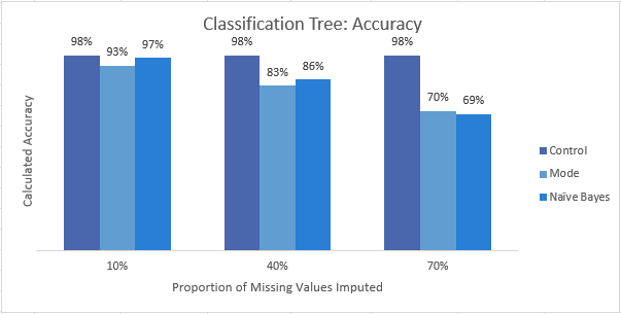 Classification Tree: Accuracy
98%
93%
97%
98%
83%
86%
98%
70%
69%
Calculated Accuracy
Control
Mode
Naïve Bayes
10%
40%
70%
Proportion of Missing Values Imputed